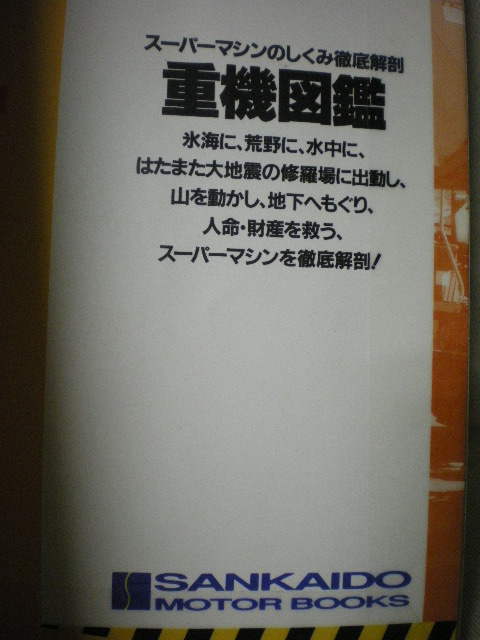 スーパーマシンのしくみ徹底解剖
重機図鑑
氷海に、荒野に、水中に、
はたまた大地震の修羅場に出動し、
山を動かし、地下へもぐり、
人命・財産を救う、
スーパーマシンを徹底解剖!
SANKAIDO
MOTOR BOOKS